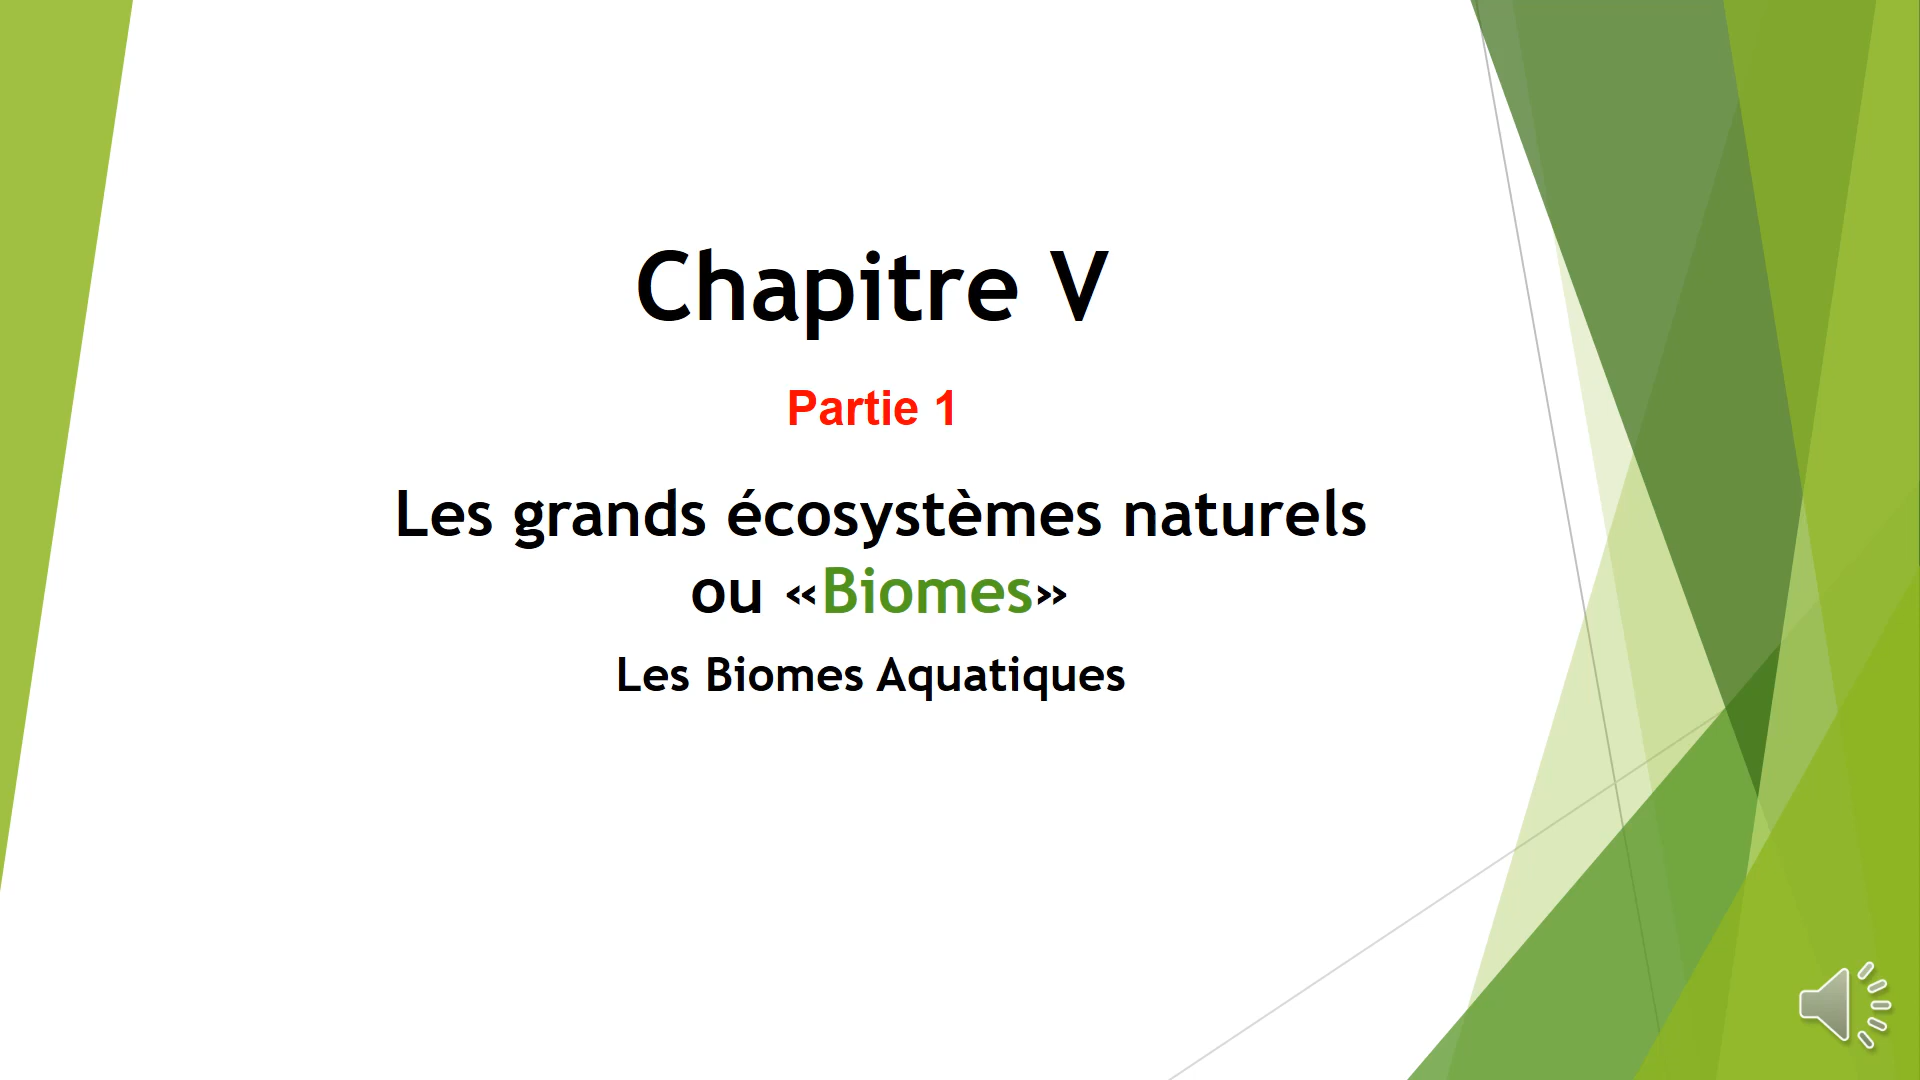 Chapitre V
Partie 1
Les grands écosystèmes naturels
ou «Biomes»
Les Biomes Aquatiques